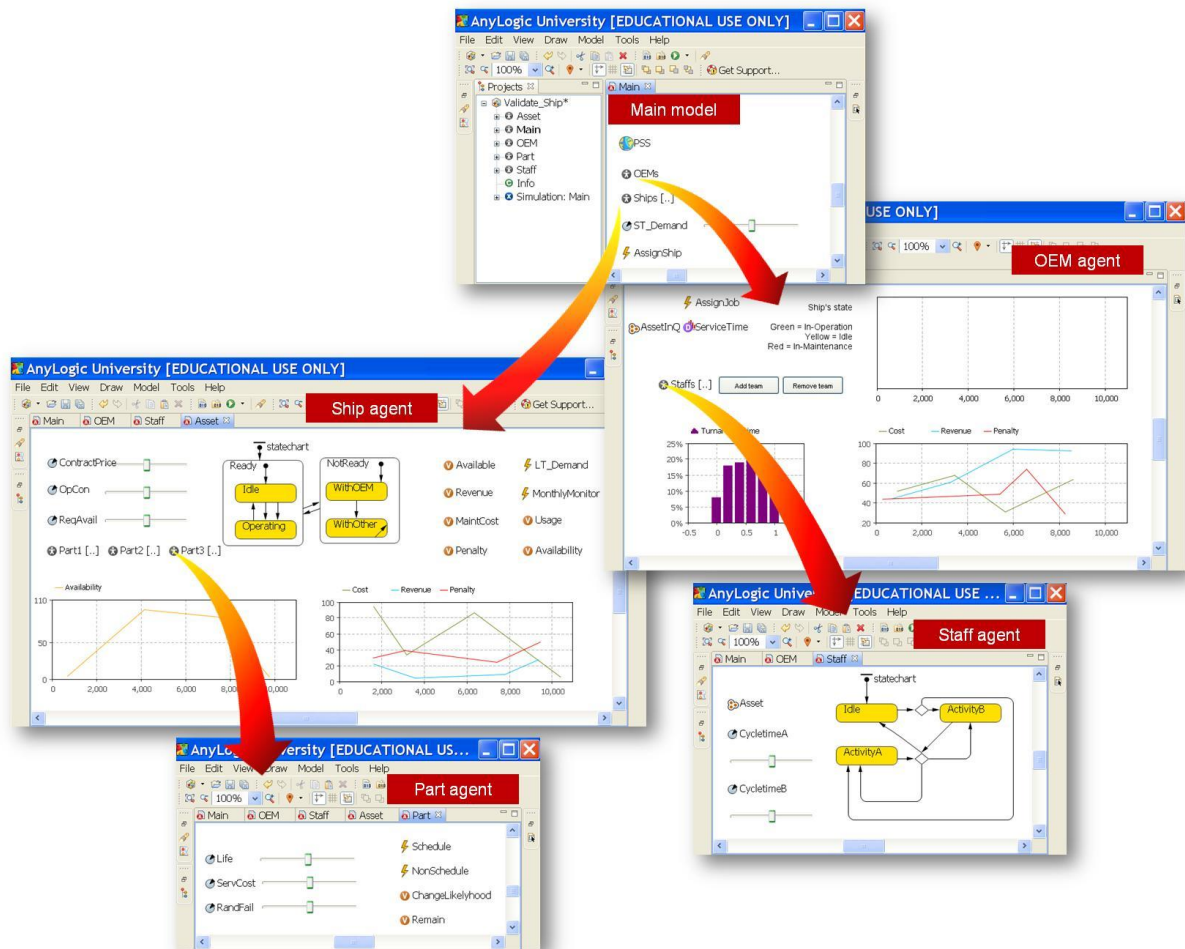 AnyLogic University [EDUCATIONAL USE ONLY]
File Edit View Draw Model Tools Help
100%
Get Support...
Projects
Main
Validate_Ship*
Asset
Main
OEM
Part
Staff
Info
Simulation: Main
Main model
PSS
OEMs
Ships [..]
ST_Demand
AssignShip
USE ONLY]
100%
OEM agent
AssignJob
AssetInQ
ServiceTime
Ship's state
Green = In-Operation
Yellow = Idle
Red = In-Maintenance
0 2,000 4,000 6,000 8,000 10,000
Staffs [..]
Add team
Remove team
25%
20%
15%
10%
5%
0%
-0.5 0 0.5 1
Cost Revenue Penalty
100
80
60
40
20
0 2,000 4,000 6,000 8,000 10,000
AnyLogic University [EDUCATIONAL USE ONLY]
File Edit View Draw Model Tools Help
Get Support...
Ship agent
Main OEM Staff Asset
ContractPrice
OpCon
ReqAvail
Part1 [..] Part2 [..] Part3 [..]
statechart
Ready
Idle
Operating
NotReady
WithOEM
WithOther
Available
Revenue
MaintCost
Penalty
LT_Demand
MonthlyMonitor
Usage
Availability
Availability
110
50
0
0 2,000 4,000 6,000 10,000
Cost Revenue Penalty
100
80
60
40
20
0
0 2,000 4,000 6,000 8,000 10,000
AnyLogic [EDUCATIONAL USE ...
File Edit View Draw Tools Help
100%
Staff agent
Main OEM Staff
Asset
CycletimeA
CycletimeB
statechart
Idle
ActivityB
ActivityA
[EDUCATIONAL US...
File Edit View Model Tools Help
100%
Part agent
Main OEM Staff Asset Part
Life
ServCost
RandFail
Schedule
NonSchedule
ChangeLikelyhood
Remain